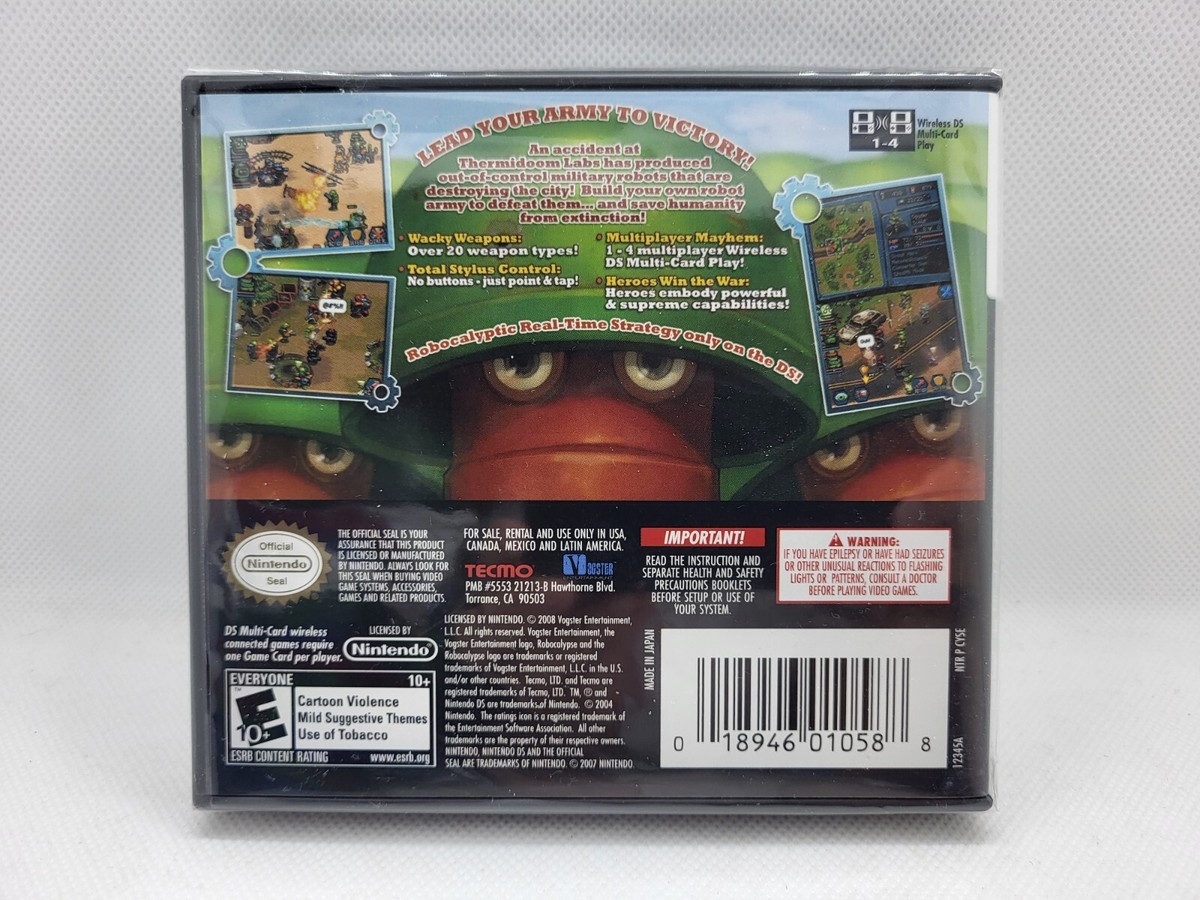 LEAD YOUR ARMY TO VICTORY!
An accident at
Thermidoom Labs has produced
out-of-control military robots that are
destroying the city! Build your own robot
army to defeat them... and save humanity
from extinction!
• Wacky Weapons:
Over 20 weapon types!
• Total Stylus Control:
No buttons - just point & tap!
• Multiplayer Mayhem:
1 - 4 multiplayer Wireless
DS Multi-Card Play!
• Heroes Win the War:
Heroes embody powerful
& supreme capabilities!
Robocalyptic Real-Time Strategy only on the DS!
1-4
Wireless DS
Multi-Card
Play
Official
Nintendo
Seal
THE OFFICIAL SEAL IS YOUR
ASSURANCE THAT THIS PRODUCT
IS LICENSED OR MANUFACTURED
BY NINTENDO. ALWAYS LOOK FOR
THIS SEAL WHEN BUYING VIDEO
GAME SYSTEMS, ACCESSORIES,
GAMES AND RELATED PRODUCTS.
FOR SALE, RENTAL AND USE ONLY IN USA,
CANADA, MEXICO AND LATIN AMERICA.
TECMO
VOGSTER
ENTERTAINMENT
PMB #5553 21213-B Hawthorne Blvd.
Torrance, CA 90503
IMPORTANT!
READ THE INSTRUCTION AND
SEPARATE HEALTH AND SAFETY
PRECAUTIONS BOOKLETS
BEFORE SETUP OR USE OF
YOUR SYSTEM.
WARNING:
IF YOU HAVE EPILEPSY OR HAVE HAD SEIZURES
OR OTHER UNUSUAL REACTIONS TO FLASHING
LIGHTS OR PATTERNS, CONSULT A DOCTOR
BEFORE PLAYING VIDEO GAMES.
DS Multi-Card wireless
connected games require
one Game Card per player.
LICENSED BY
Nintendo
EVERYONE 10+
E
10+
TM
Cartoon Violence
Mild Suggestive Themes
Use of Tobacco
ESRB CONTENT RATING www.esrb.org
LICENSED BY NINTENDO. © 2008 Vogster Entertainment,
L.L.C. All rights reserved. Vogster Entertainment, the
Vogster Entertainment logo, Robocalypse and the
Robocalypse logo are trademarks or registered
trademarks of Vogster Entertainment, L.L.C. in the U.S.
and/or other countries. Tecmo, LTD. and Tecmo are
registered trademarks of Tecmo, LTD. TM, ® and
Nintendo DS are trademarks of Nintendo. © 2004
Nintendo. The ratings icon is a registered trademark of
the Entertainment Software Association. All other
trademarks are the property of their respective owners.
NINTENDO, NINTENDO DS AND THE OFFICIAL
SEAL ARE TRADEMARKS OF NINTENDO. © 2007 NINTENDO.
MADE IN JAPAN
0 18946 01058 8
NTR P CYSE
12345A